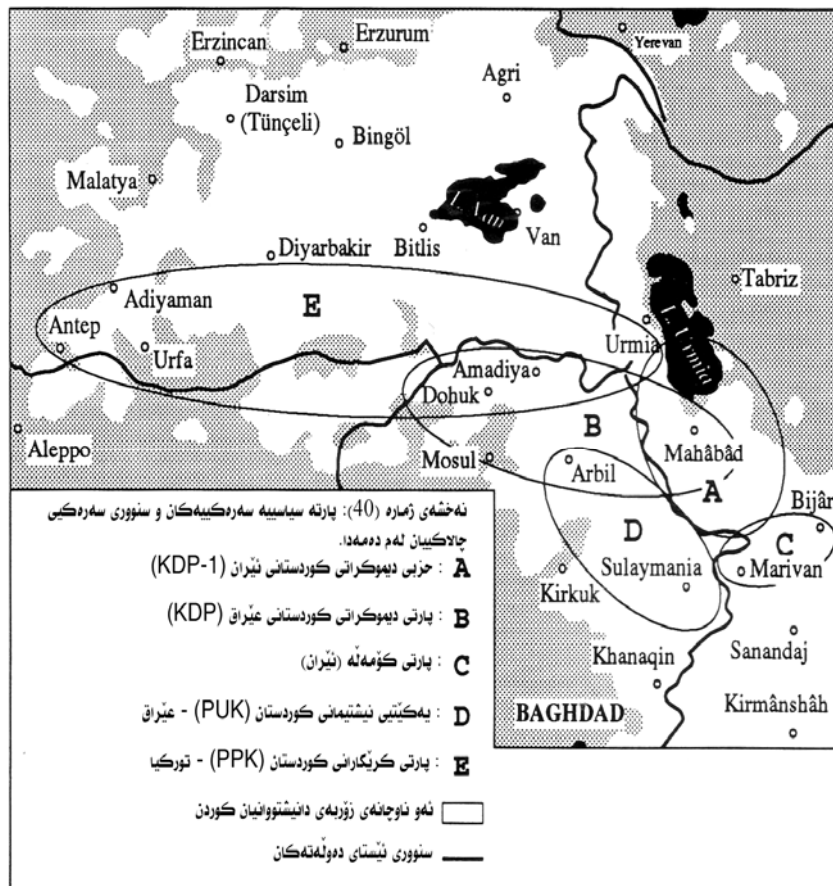 Erzincan
Erzurum
Yerevan
Agri
Darsim
(Tünçeli)
Bingöl
Malatya
Van
Bitlis
Diyarbakir
Tabriz
Adiyaman
E
Antep
Urfa
Urmia
Amadiya
Dohuk
B
Mahâbâd
Aleppo
Mosul
Arbil
A
Bijâr
D
C
Sulaymania
Marivan
Kirkuk
Khanaqin
Sanandaj
BAGHDAD
Kirmânshâh
نەخشەی ژمارە (40): پارتە سیاسییە سەرەکییەکان و سنووری سەرەکیی
چالاکییان لەم دەمەدا.
A : حزبی دیموکراتی کوردستانی ئێران (KDP-1)
B : پارتی دیموکراتی کوردستانی عێراق (KDP)
C : پارتی کۆمەڵە (ئێران)
D : یەکێتیی نیشتیمانی کوردستان (PUK) - عێراق
E : پارتی کرێکارانی کوردستان (PPK) - تورکیا
ئەو ناوچانەی زۆربەی دانیشتووانیان کوردن
سنووری ئێستای دەوڵەتەکان